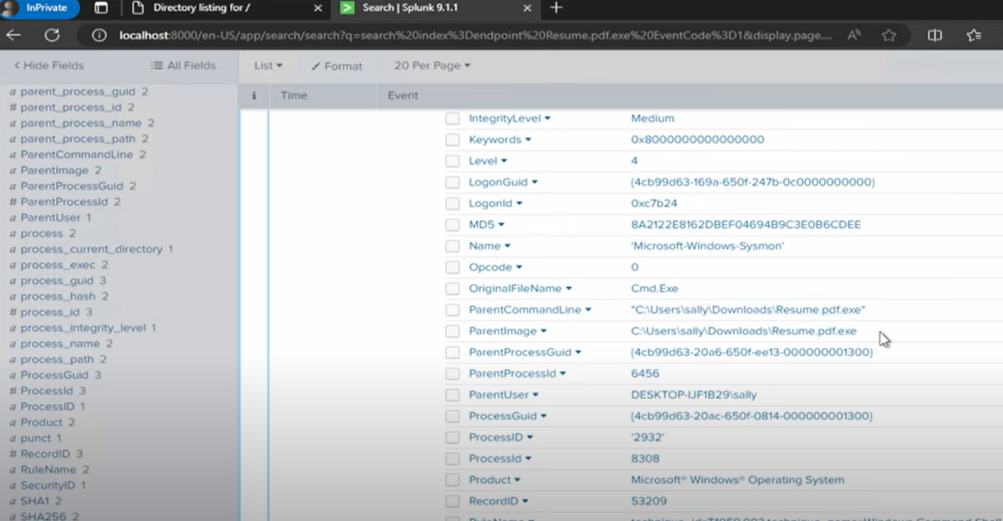 InPrivate
Directory listing for /
Search | Splunk 9.1.1
localhost:8000/en-US/app/search/search?q=search%20index%3Dendpoint%20Resume.pdf.exe%20EventCode%3D1&display.page....
Hide Fields
All Fields
List
Format
20 Per Page
i
Time
Event
a parent_process_guid 2
# parent_process_id 2
a parent_process_name 2
a parent_process_path 2
a ParentCommandLine 2
a ParentImage 2
a ParentProcessGuid 2
# ParentProcessId 2
a ParentUser 1
a process 2
a process_current_directory 1
a process_exec 2
a process_guid 3
a process_hash 2
# process_id 3
a process_integrity_level 1
a process_name 2
a process_path 2
a ProcessGuid 3
# ProcessId 3
a ProcessID 1
a Product 2
a punct 1
# RecordID 3
a RuleName 2
a SecurityID 1
a SHA1 2
a SHA256 2
IntegrityLevel Medium
Keywords 0x8000000000000000
Level 4
LogonGuid {4cb99d63-169a-650f-247b-0c0000000000}
LogonId 0xc7b24
MD5 8A2122E8162DBEF04694B9C3E0B6CDEE
Name 'Microsoft-Windows-Sysmon'
Opcode 0
OriginalFileName Cmd.Exe
ParentCommandLine "C:\Users\sally\Downloads\Resume.pdf.exe"
ParentImage C:\Users\sally\Downloads\Resume.pdf.exe
ParentProcessGuid {4cb99d63-20a6-650f-ee13-000000001300}
ParentProcessId 6456
ParentUser DESKTOP-IJF1B29\sally
ProcessGuid {4cb99d63-20ac-650f-0814-000000001300}
ProcessID '2932'
ProcessId 8308
Product Microsoft® Windows® Operating System
RecordID 53209